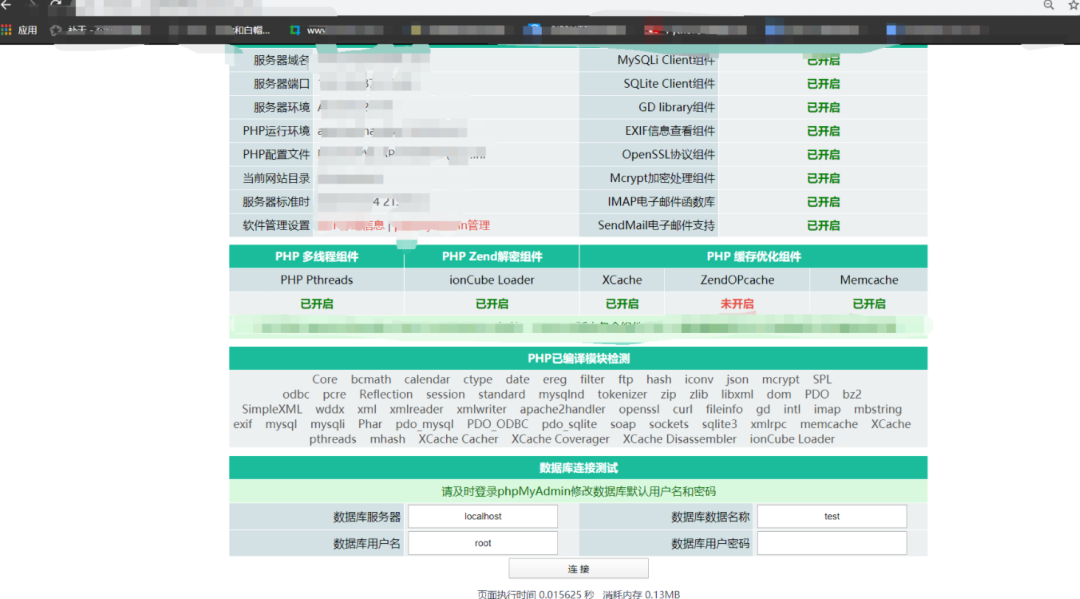 应用
和白帽...
服务器域名 MySQLi Client组件 已开启
服务器端口 SQLite Client组件 已开启
服务器环境 GD library组件 已开启
PHP运行环境 EXIF信息查看组件 已开启
PHP配置文件 OpenSSL协议组件 已开启
当前网站目录 Mcrypt加密处理组件 已开启
服务器标准时 IMAP电子邮件函数库 已开启
软件管理设置 信息 | 管理 SendMail电子邮件支持 已开启
PHP 多线程组件 PHP Zend解密组件 PHP 缓存优化组件
PHP Pthreads ionCube Loader XCache ZendOPcache Memcache
已开启 已开启 已开启 未开启 已开启
PHP已编译模块检测
Core bcmath calendar ctype date ereg filter ftp hash iconv json mcrypt SPL
odbc pcre Reflection session standard mysqlnd tokenizer zip zlib libxml dom PDO bz2
SimpleXML wddx xml xmlreader xmlwriter apache2handler openssl curl fileinfo gd intl imap mbstring
exif mysql mysqli Phar pdo_mysql PDO_ODBC pdo_sqlite soap sockets sqlite3 xmlrpc memcache XCache
pthreads mhash XCache Cacher XCache Coverager XCache Disassembler ionCube Loader
数据库连接测试
请及时登录phpMyAdmin修改数据库默认用户名和密码
数据库服务器 localhost 数据库数据名称 test
数据库用户名 root 数据库用户密码
连 接
页面执行时间 0.015625 秒 消耗内存 0.13MB